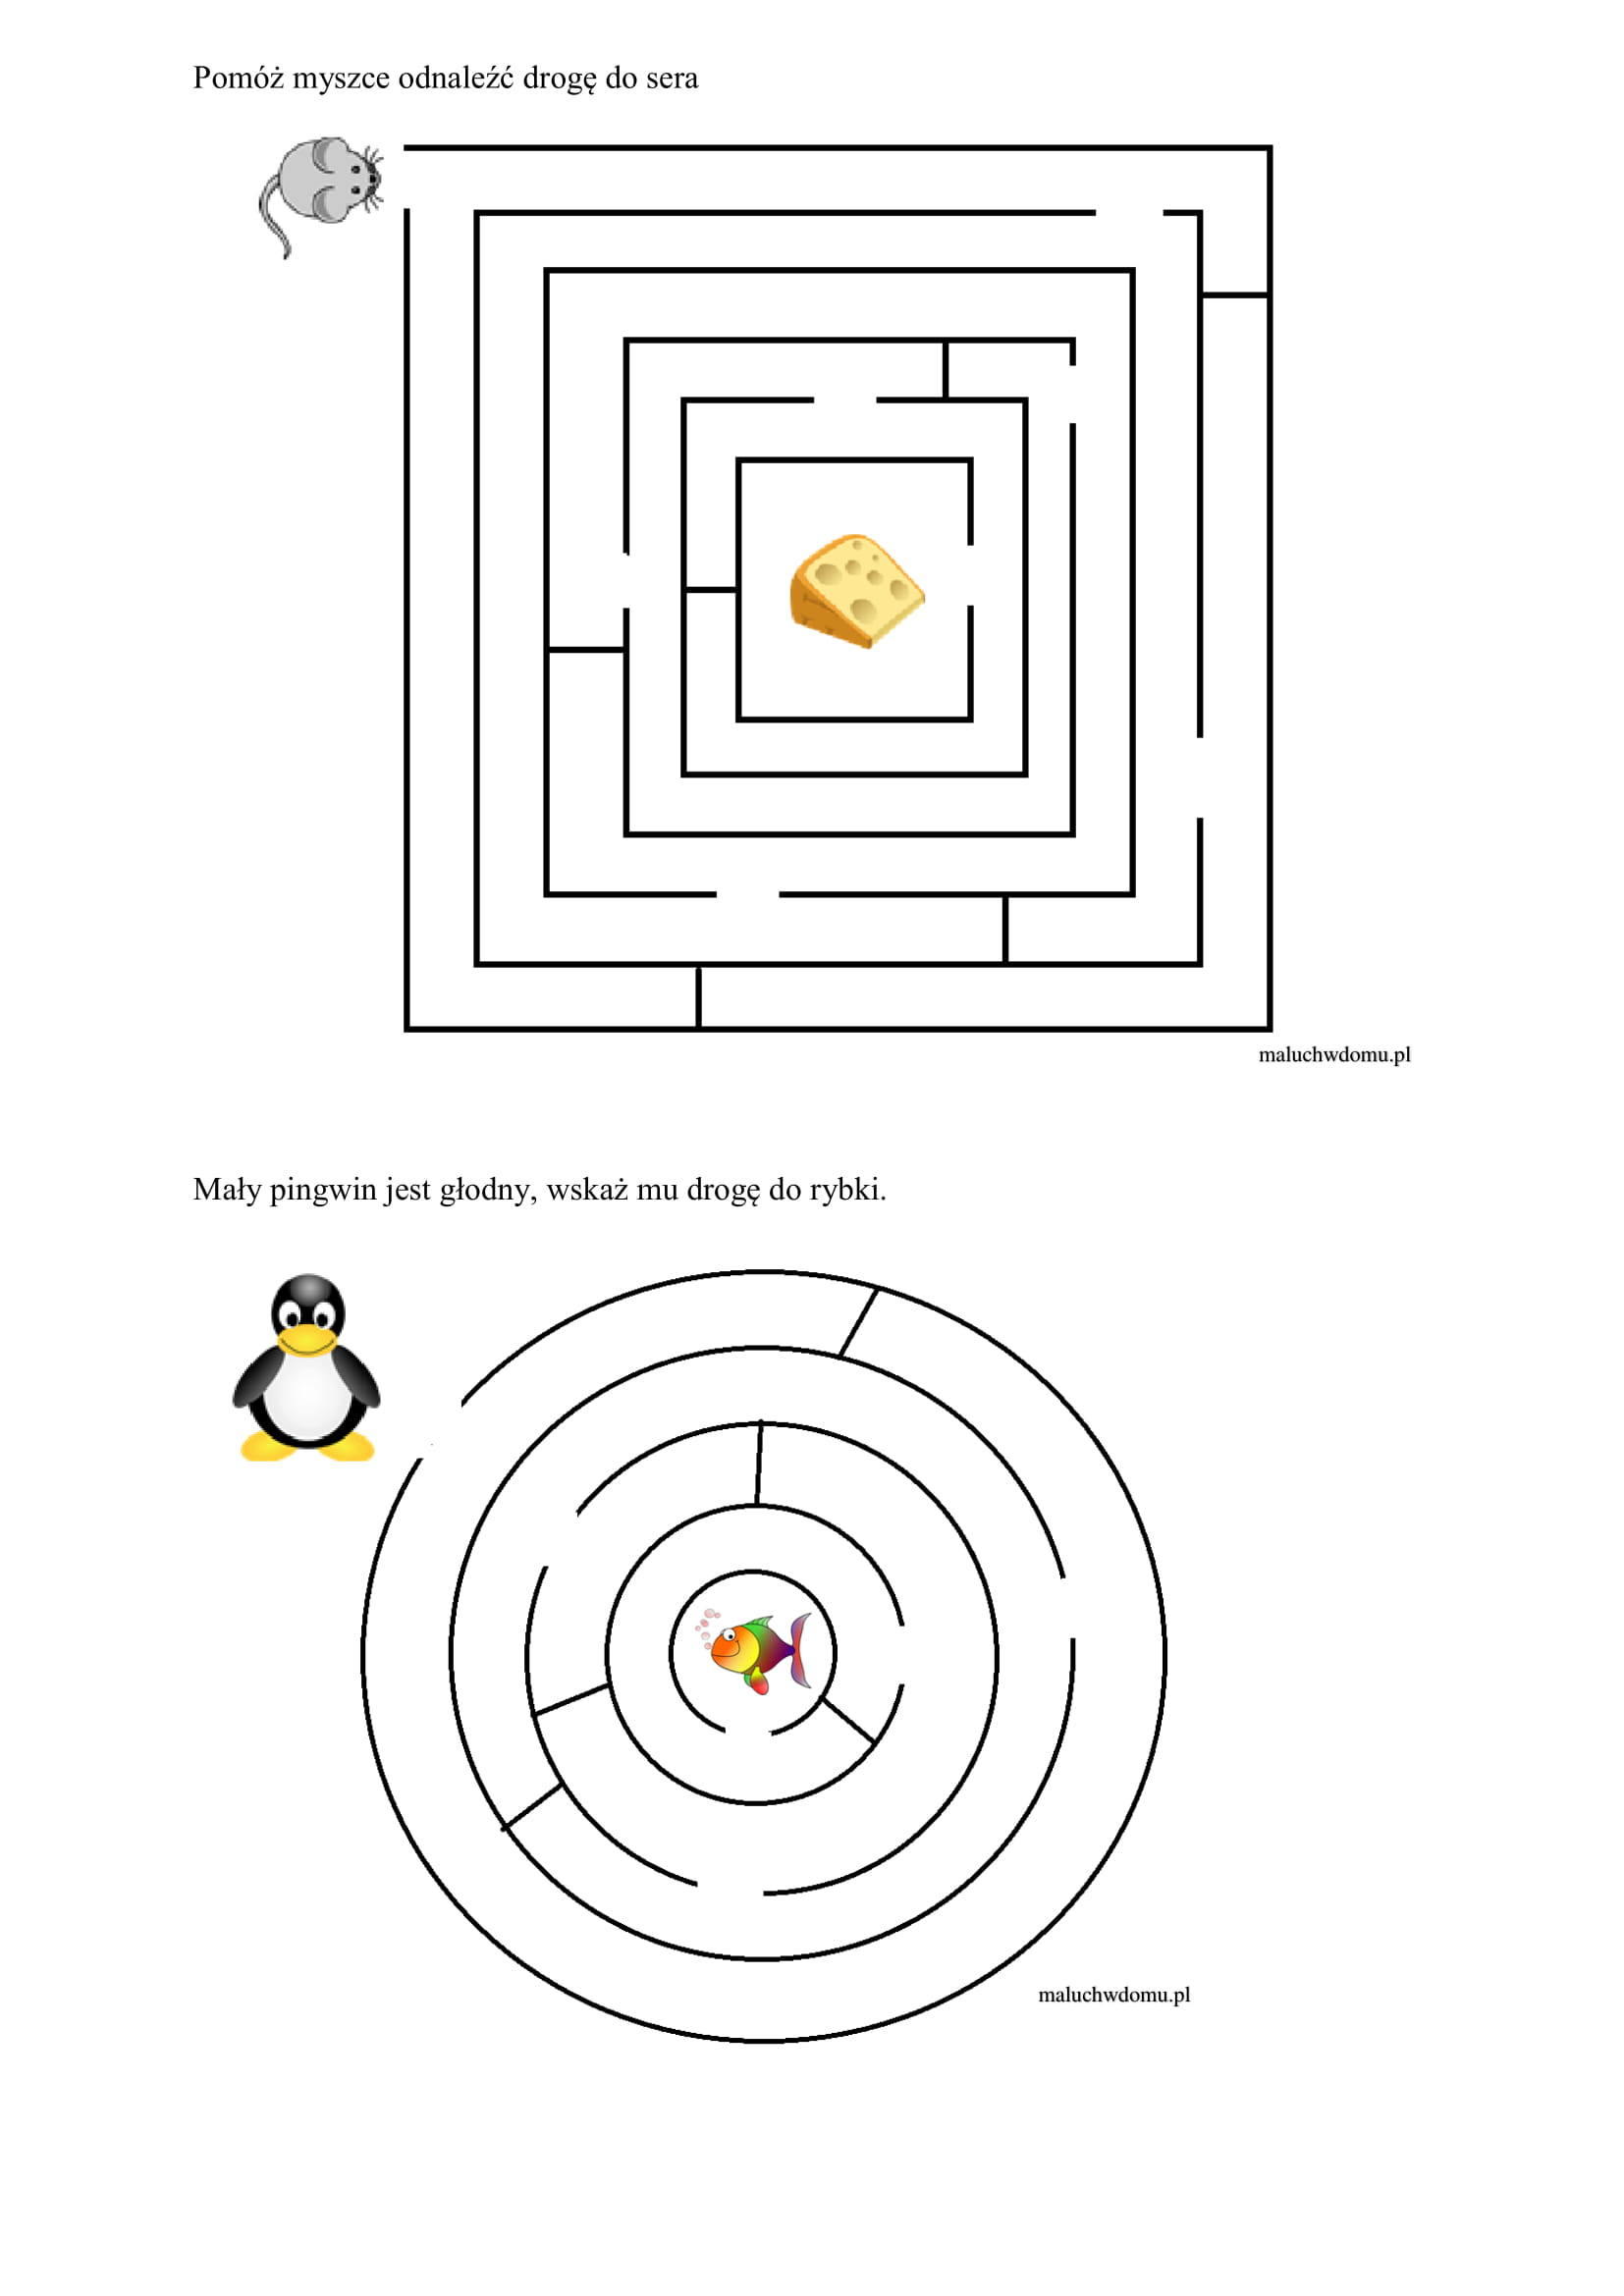 Pomóż myszce odnaleźć drogę do sera
maluchwdomu.pl
Mały pingwin jest głodny, wskaż mu drogę do rybki.
maluchwdomu.pl